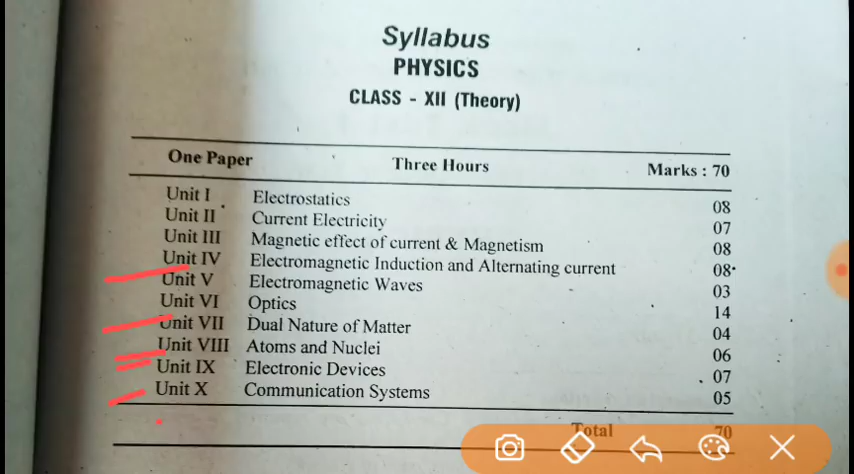 Syllabus
PHYSICS
CLASS - XII (Theory)
One Paper Three Hours Marks : 70
Unit I Electrostatics 08
Unit II Current Electricity 07
Unit III Magnetic effect of current & Magnetism 08
Unit IV Electromagnetic Induction and Alternating current 08
Unit V Electromagnetic Waves 03
Unit VI Optics 14
Unit VII Dual Nature of Matter 04
Unit VIII Atoms and Nuclei 06
Unit IX Electronic Devices 07
Unit X Communication Systems 05
Total 70